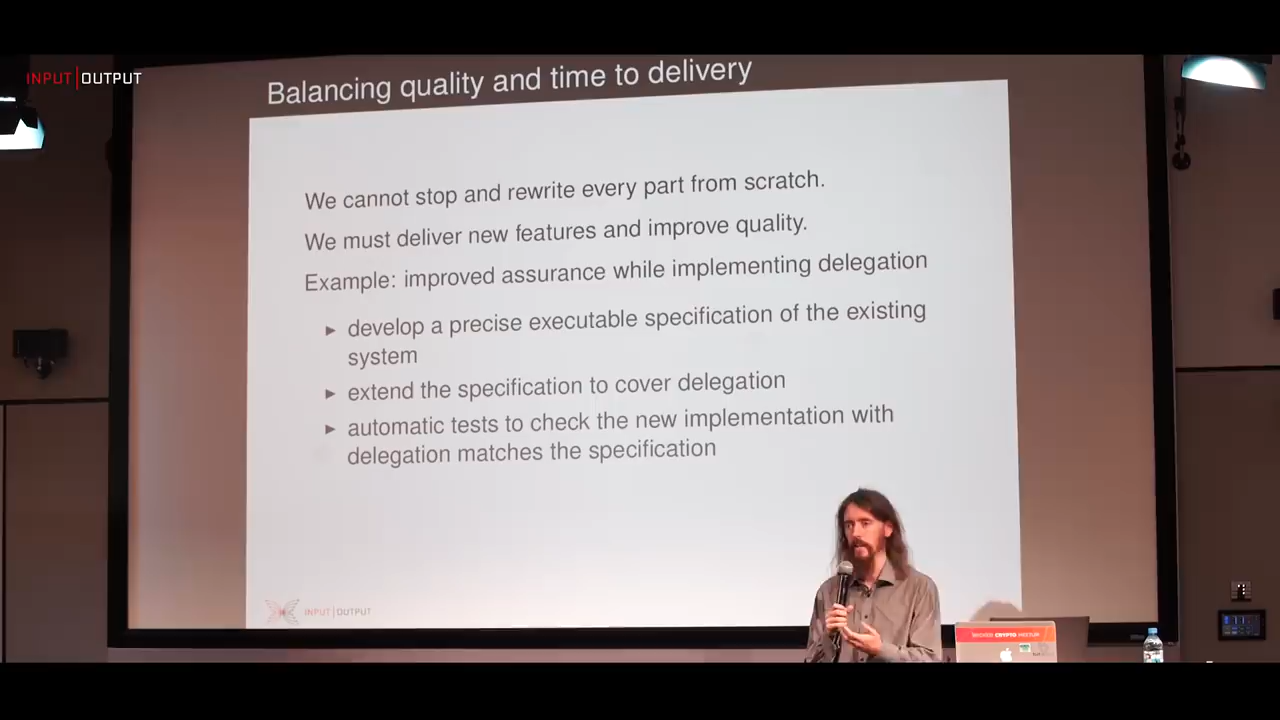 INPUT|OUTPUT
Balancing quality and time to delivery
We cannot stop and rewrite every part from scratch.
We must deliver new features and improve quality.
Example: improved assurance while implementing delegation
► develop a precise executable specification of the existing
system
► extend the specification to cover delegation
► automatic tests to check the new implementation with
delegation matches the specification
INPUT|OUTPUT
CRYPTO